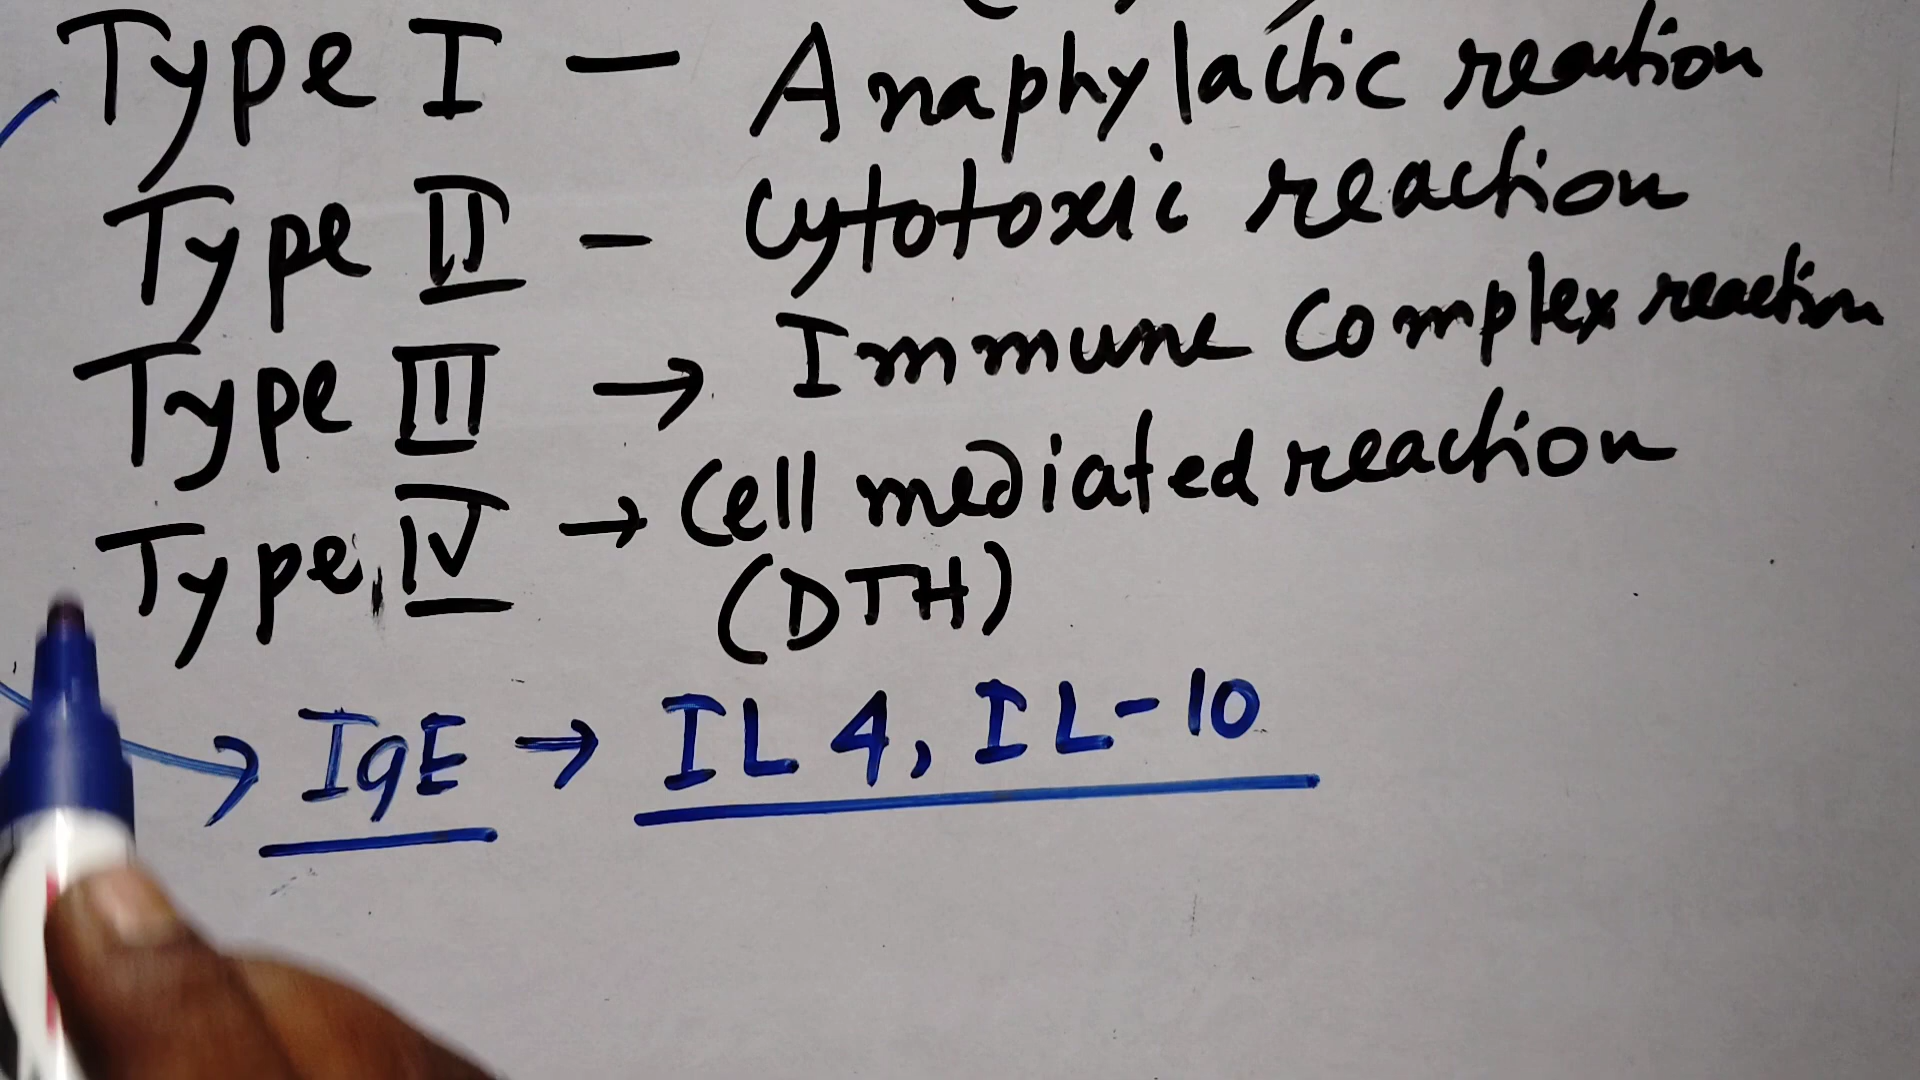 Type I — Anaphylactic reaction
Type II – Cytotoxic reaction
Type III → Immune Complex reaction
Type IV → Cell mediated reaction
(DTH)
→ IgE → IL 4, IL-10